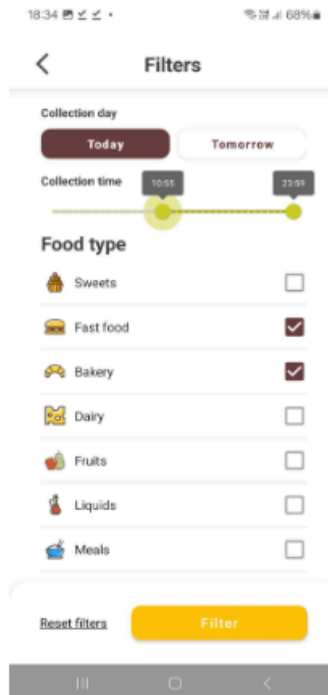 18:34 68%
Filters
Collection day
Today Tomorrow
Collection time 10:55 23:59
Food type
Sweets
Fast food
Bakery
Dairy
Fruits
Liquids
Meals
Reset filters Filter